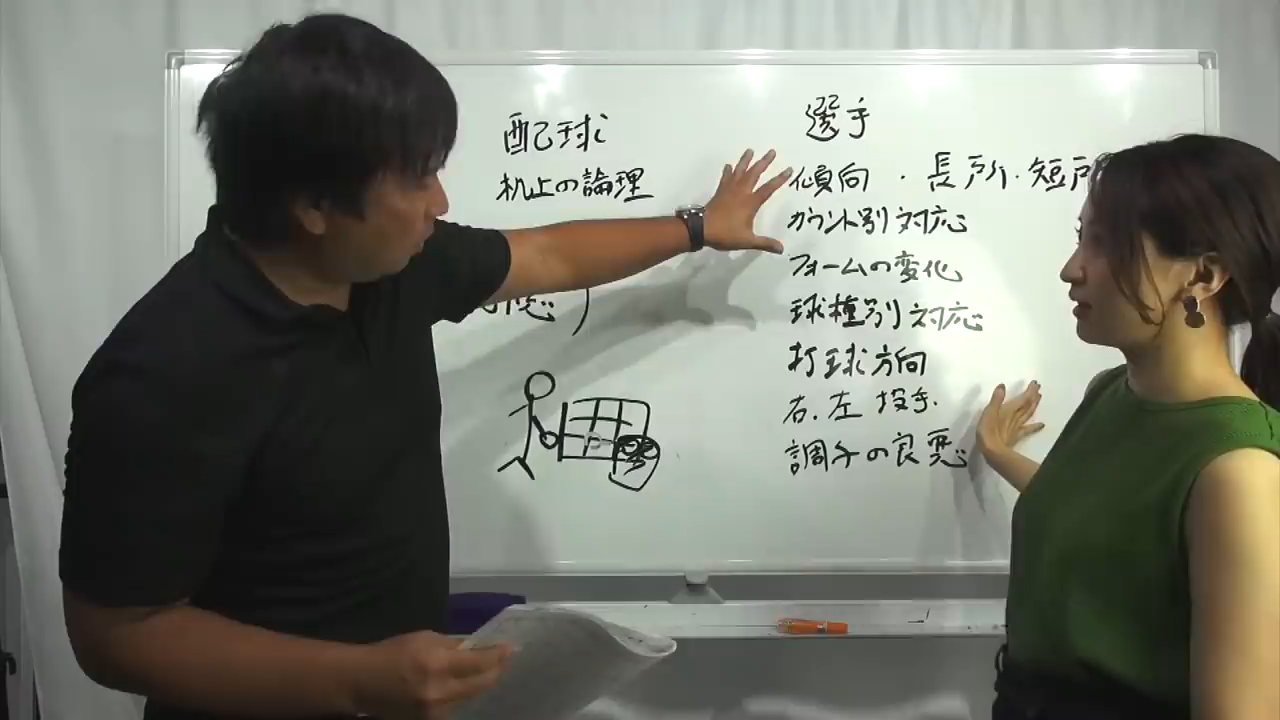 配球
机上の論理
選手
傾向 ・ 長所・短所
カウント別対応
フォームの変化
球種別対応
打球方向
右、左 投手.
調子の良悪